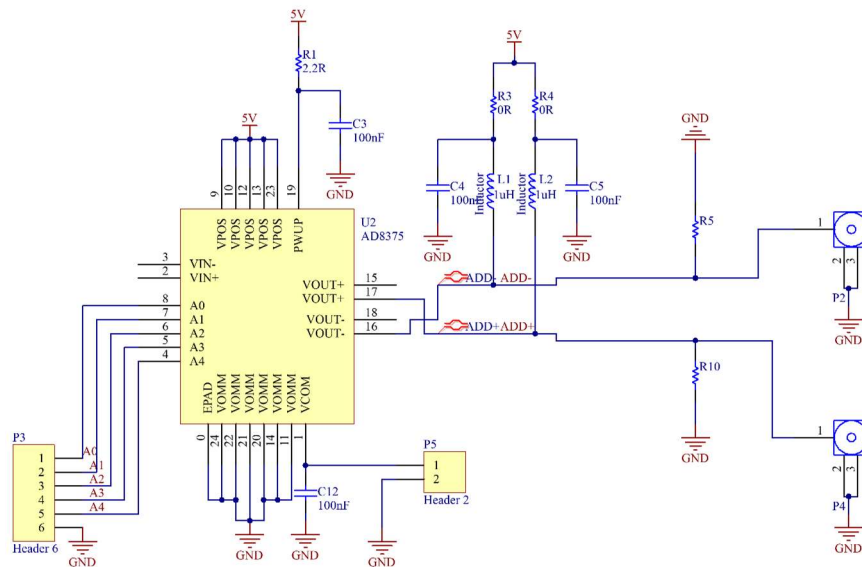 5V
R1
2.2R
C3
100nF
GND
5V
9
10
12
13
23
19
VPOS
VPOS
VPOS
VPOS
VPOS
PWUP
U2
AD8375
3
VIN-
2
VIN+
8
A0
7
A1
6
A2
5
A3
4
A4
VOUT+
15
VOUT+
17
VOUT-
18
VOUT-
16
EPAD
VOMM
VOMM
VOMM
VOMM
VOMM
VCOM
0
24
22
21
20
14
11
1
5V
R3
0R
R4
0R
C4
100nF
GND
Inductor
L1
1uH
Inductor
L2
1uH
C5
100nF
GND
ADD- ADD-
ADD+ ADD+
GND
R5
R10
GND
1
2
3
P2
GND
1
2
3
P4
GND
P3
1
2
3
4
5
6
Header 6
A0
A1
A2
A3
A4
GND
GND
C12
100nF
GND
P5
1
2
Header 2
GND